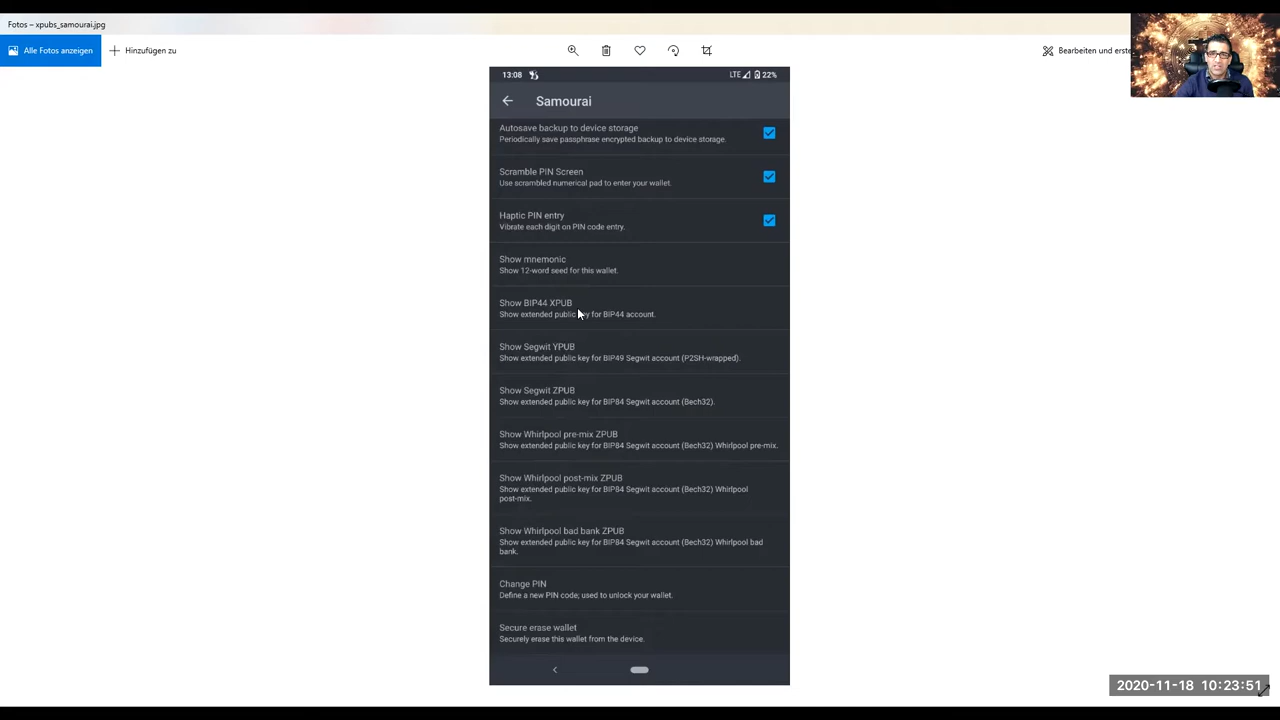 Fotos – xpubs_samourai.jpg
Alle Fotos anzeigen
Hinzufügen zu
Bearbeiten und erste
13:08
LTE
22%
Samourai
Autosave backup to device storage
Periodically save passphrase encrypted backup to device storage.
Scramble PIN Screen
Use scrambled numerical pad to enter your wallet.
Haptic PIN entry
Vibrate each digit on PIN code entry.
Show mnemonic
Show 12-word seed for this wallet.
Show BIP44 XPUB
Show extended public key for BIP44 account.
Show Segwit YPUB
Show extended public key for BIP49 Segwit account (P2SH-wrapped).
Show Segwit ZPUB
Show extended public key for BIP84 Segwit account (Bech32).
Show Whirlpool pre-mix ZPUB
Show extended public key for BIP84 Segwit account (Bech32) Whirlpool pre-mix.
Show Whirlpool post-mix ZPUB
Show extended public key for BIP84 Segwit account (Bech32) Whirlpool
post-mix.
Show Whirlpool bad bank ZPUB
Show extended public key for BIP84 Segwit account (Bech32) Whirlpool bad
bank.
Change PIN
Define a new PIN code; used to unlock your wallet.
Secure erase wallet
Securely erase this wallet from the device.
2020-11-18 10:23:51